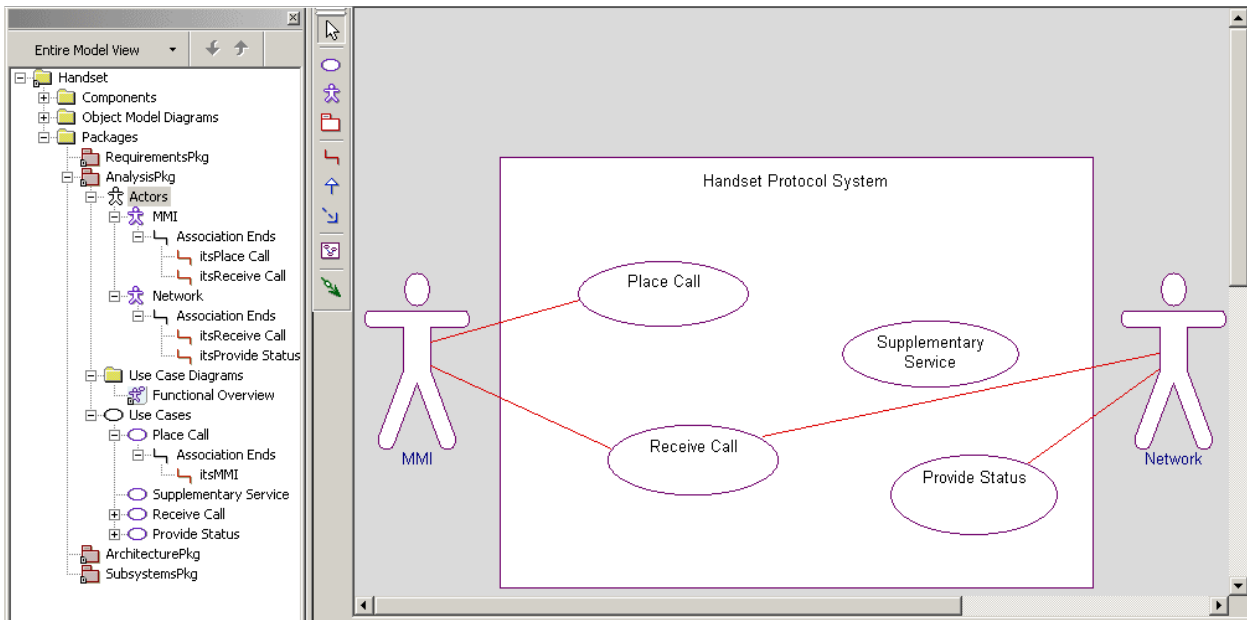 Entire Model View
Handset
Components
Object Model Diagrams
Packages
RequirementsPkg
AnalysisPkg
Actors
MMI
Association Ends
itsPlace Call
itsReceive Call
Network
Association Ends
itsReceive Call
itsProvide Status
Use Case Diagrams
Functional Overview
Use Cases
Place Call
Association Ends
itsMMI
Supplementary Service
Receive Call
Provide Status
ArchitecturePkg
SubsystemsPkg
Handset Protocol System
Place Call
Supplementary
Service
Receive Call
Provide Status
MMI
Network